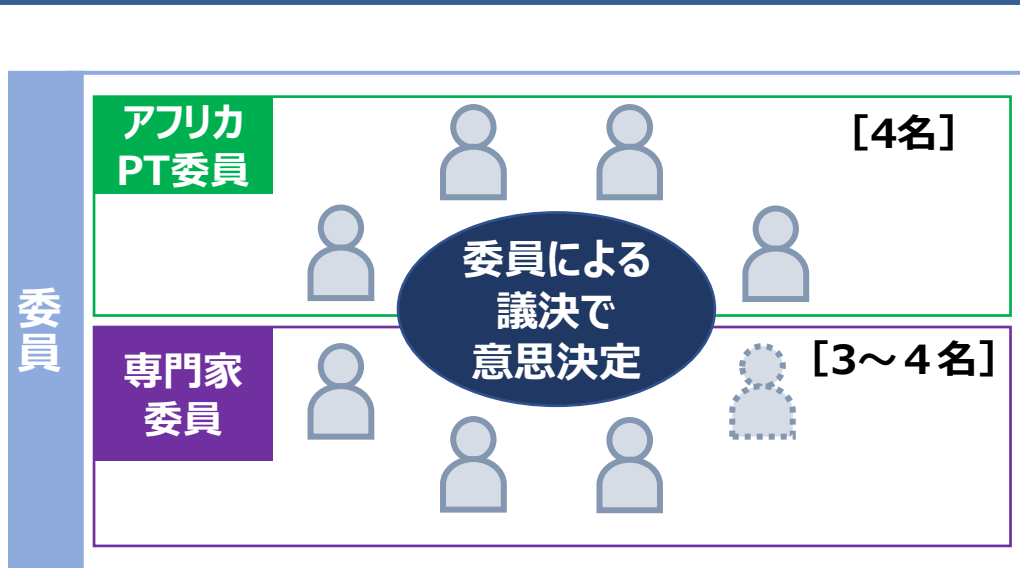 委員
アフリカ
PT委員
［4名］
委員による
議決で
意思決定
専門家
委員
［3～４名］